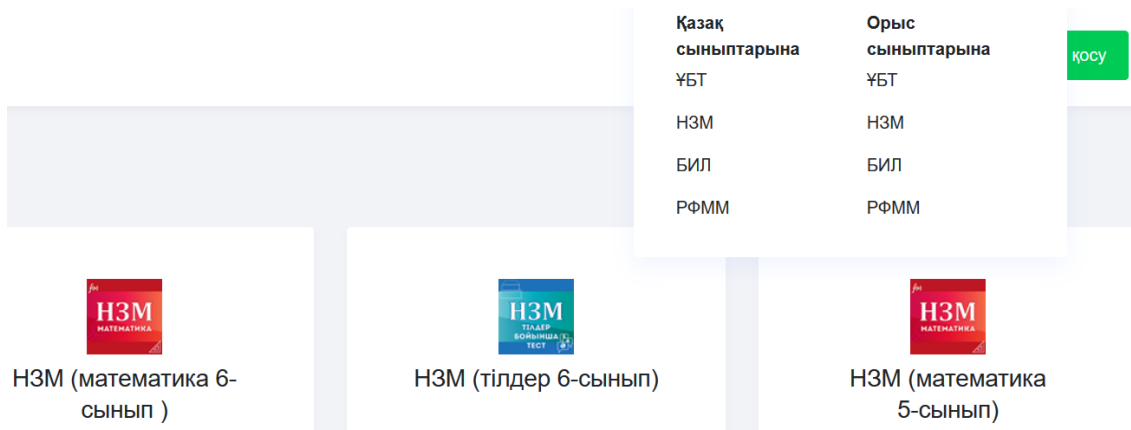 Қазақ
сыныптарына
ҰБТ
НЗМ
БИЛ
РФММ
Орыс
сыныптарына
ҰБТ
НЗМ
БИЛ
РФММ
қосу
НЗМ
МАТЕМАТИКА
НЗМ (математика 6-
сынып )
НЗМ
ТІЛДЕР
БОЙЫНША
ТЕСТ
НЗМ (тілдер 6-сынып)
НЗМ
МАТЕМАТИКА
НЗМ (математика
5-сынып)